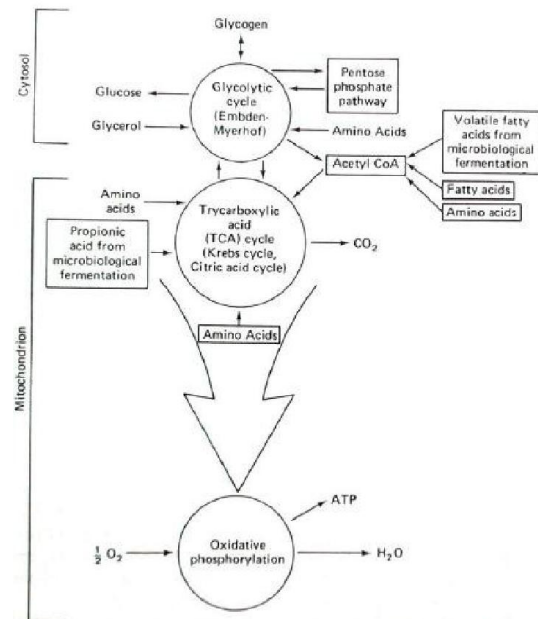 Glycogen
Cytosol
Glucose
Glycerol
Glycolytic
cycle
(Embden-
Myerhof)
Pentose
phosphate
pathway
Amino Acids
Acetyl CoA
Volatile fatty
acids from
microbiological
fermentation
Fatty acids
Amino acids
Mitochondrion
Amino
acids
Propionic
acid from
microbiological
fermentation
Trycarboxylic
acid
(TCA) cycle
(Krebs cycle,
Citric acid cycle)
CO₂
Amino Acids
ATP
½O₂
Oxidative
phosphorylation
H₂O